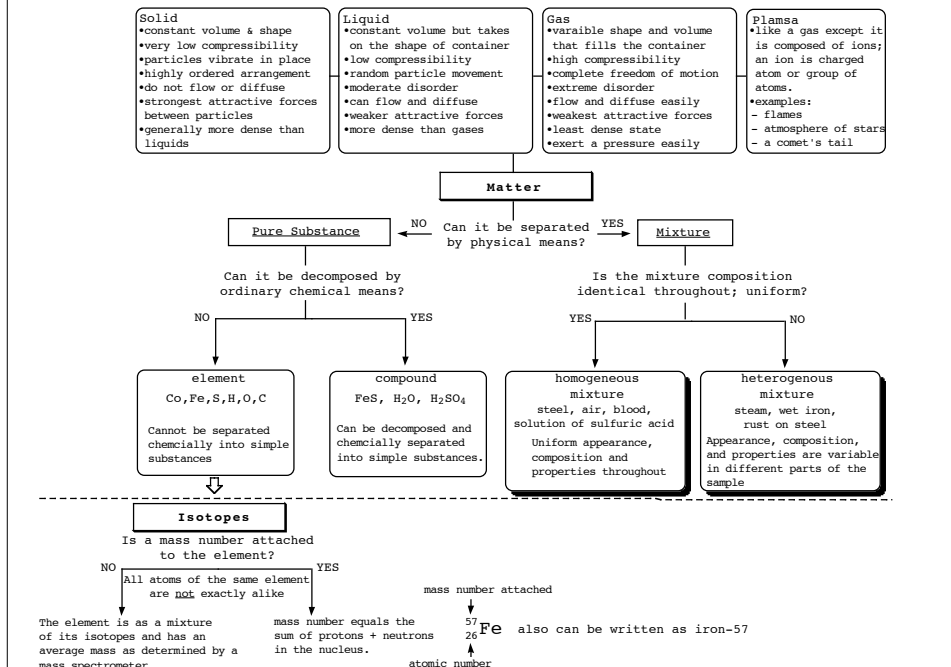 Solid
•constant volume & shape
•very low compressibility
•particles vibrate in place
•highly ordered arrangement
•do not flow or diffuse
•strongest attractive forces
between particles
•generally more dense than
liquids
Liquid
•constant volume but takes
on the shape of container
•low compressibility
•random particle movement
•moderate disorder
•can flow and diffuse
•weaker attractive forces
•more dense than gases
Gas
•varaible shape and volume
that fills the container
•high compressibility
•complete freedom of motion
•extreme disorder
•flow and diffuse easily
•weakest attractive forces
•least dense state
•exert a pressure easily
Plamsa
•like a gas except it
is composed of ions;
an ion is charged
atom or group of
atoms.
•examples:
– flames
– atmosphere of stars
– a comet's tail
Matter
Pure Substance
NO
Can it be separated
by physical means?
YES
Mixture
Can it be decomposed by
ordinary chemical means?
Is the mixture composition
identical throughout; uniform?
NO
YES
YES
NO
element
Co,Fe,S,H,O,C
Cannot be separated
chemcially into simple
substances
compound
FeS, H₂O, H₂SO₄
Can be decomposed and
chemcially separated
into simple substances.
homogeneous
mixture
steel, air, blood,
solution of sulfuric acid
Uniform appearance,
composition and
properties throughout
heterogenous
mixture
steam, wet iron,
rust on steel
Appearance, composition,
and properties are variable
in different parts of the
sample
Isotopes
Is a mass number attached
to the element?
NO
YES
All atoms of the same element
are not exactly alike
The element is as a mixture
of its isotopes and has an
average mass as determined by a
mass spectrometer
mass number equals the
sum of protons + neutrons
in the nucleus.
mass number attached
57
26
Fe also can be written as iron-57
atomic number